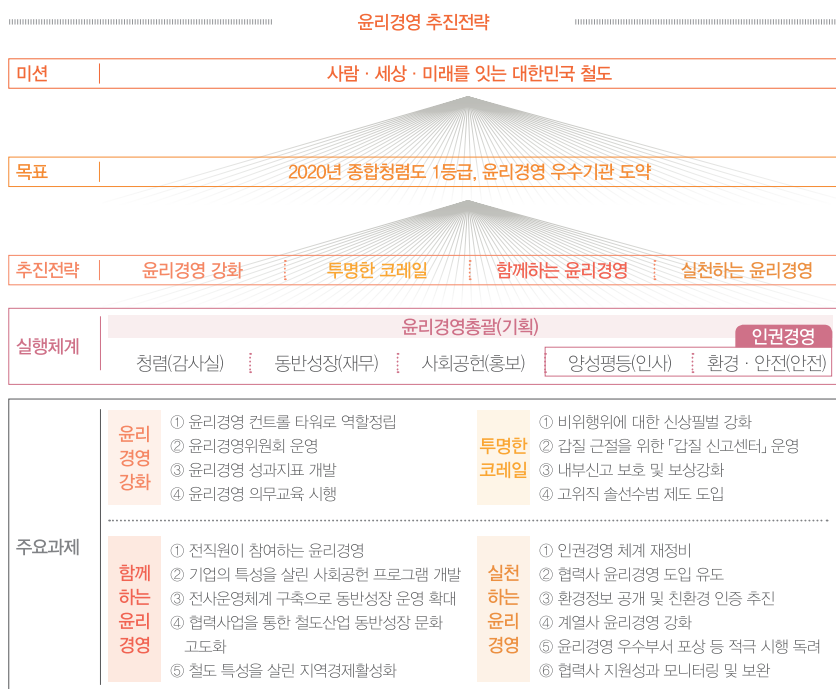 윤리경영 추진전략
미션
사람 · 세상 · 미래를 잇는 대한민국 철도
목표
2020년 종합청렴도 1등급, 윤리경영 우수기관 도약
추진전략
윤리경영 강화
투명한 코레일
함께하는 윤리경영
실천하는 윤리경영
실행체계
윤리경영총괄(기획)
인권경영
청렴(감사실)
동반성장(재무)
사회공헌(홍보)
양성평등(인사)
환경 · 안전(안전)
주요과제
윤리
경영
강화
① 윤리경영 컨트롤 타워로 역할정립
② 윤리경영위원회 운영
③ 윤리경영 성과지표 개발
④ 윤리경영 의무교육 시행
투명한
코레일
① 비위행위에 대한 신상필벌 강화
② 갑질 근절을 위한 「갑질 신고센터」 운영
③ 내부신고 보호 및 보상강화
④ 고위직 솔선수범 제도 도입
함께
하는
윤리
경영
① 전직원이 참여하는 윤리경영
② 기업의 특성을 살린 사회공헌 프로그램 개발
③ 전사운영체계 구축으로 동반성장 운영 확대
④ 협력사업을 통한 철도산업 동반성장 문화
고도화
⑤ 철도 특성을 살린 지역경제활성화
실천
하는
윤리
경영
① 인권경영 체계 재정비
② 협력사 윤리경영 도입 유도
③ 환경정보 공개 및 친환경 인증 추진
④ 계열사 윤리경영 강화
⑤ 윤리경영 우수부서 포상 등 적극 시행 독려
⑥ 협력사 지원성과 모니터링 및 보완